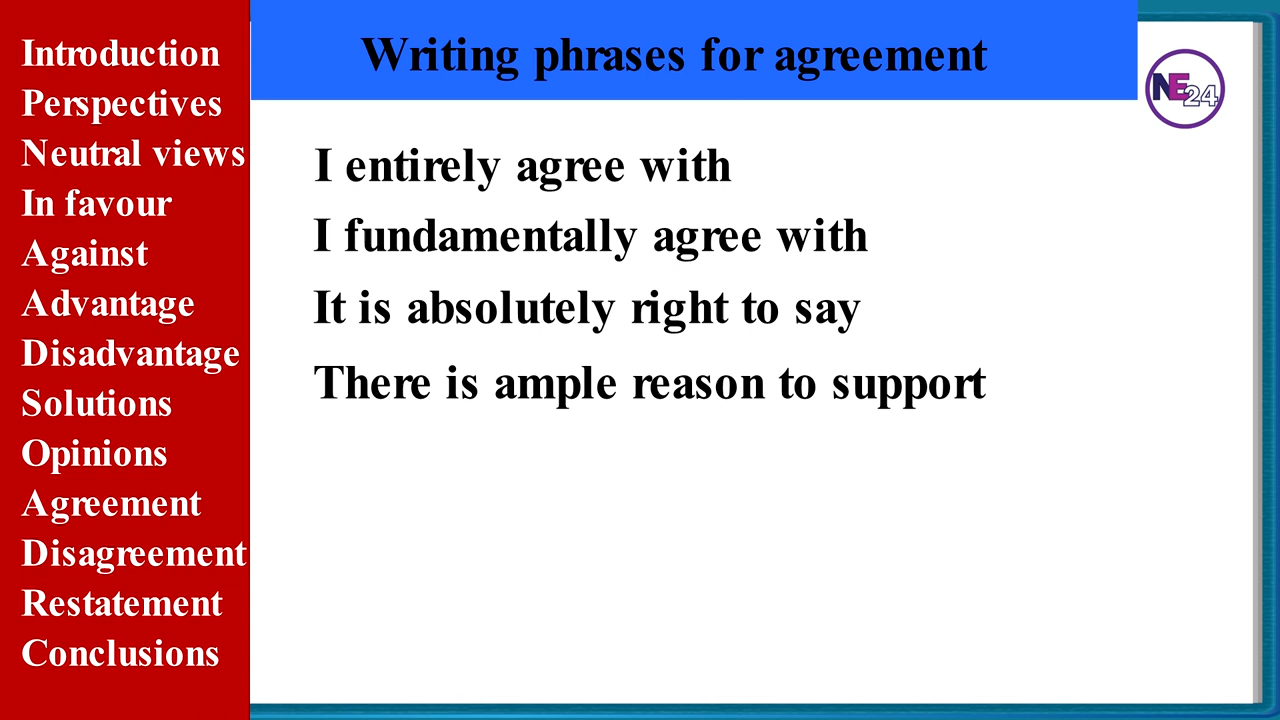 Introduction
Perspectives
Neutral views
In favour
Against
Advantage
Disadvantage
Solutions
Opinions
Agreement
Disagreement
Restatement
Conclusions
Writing phrases for agreement
NE24
I entirely agree with
I fundamentally agree with
It is absolutely right to say
There is ample reason to support